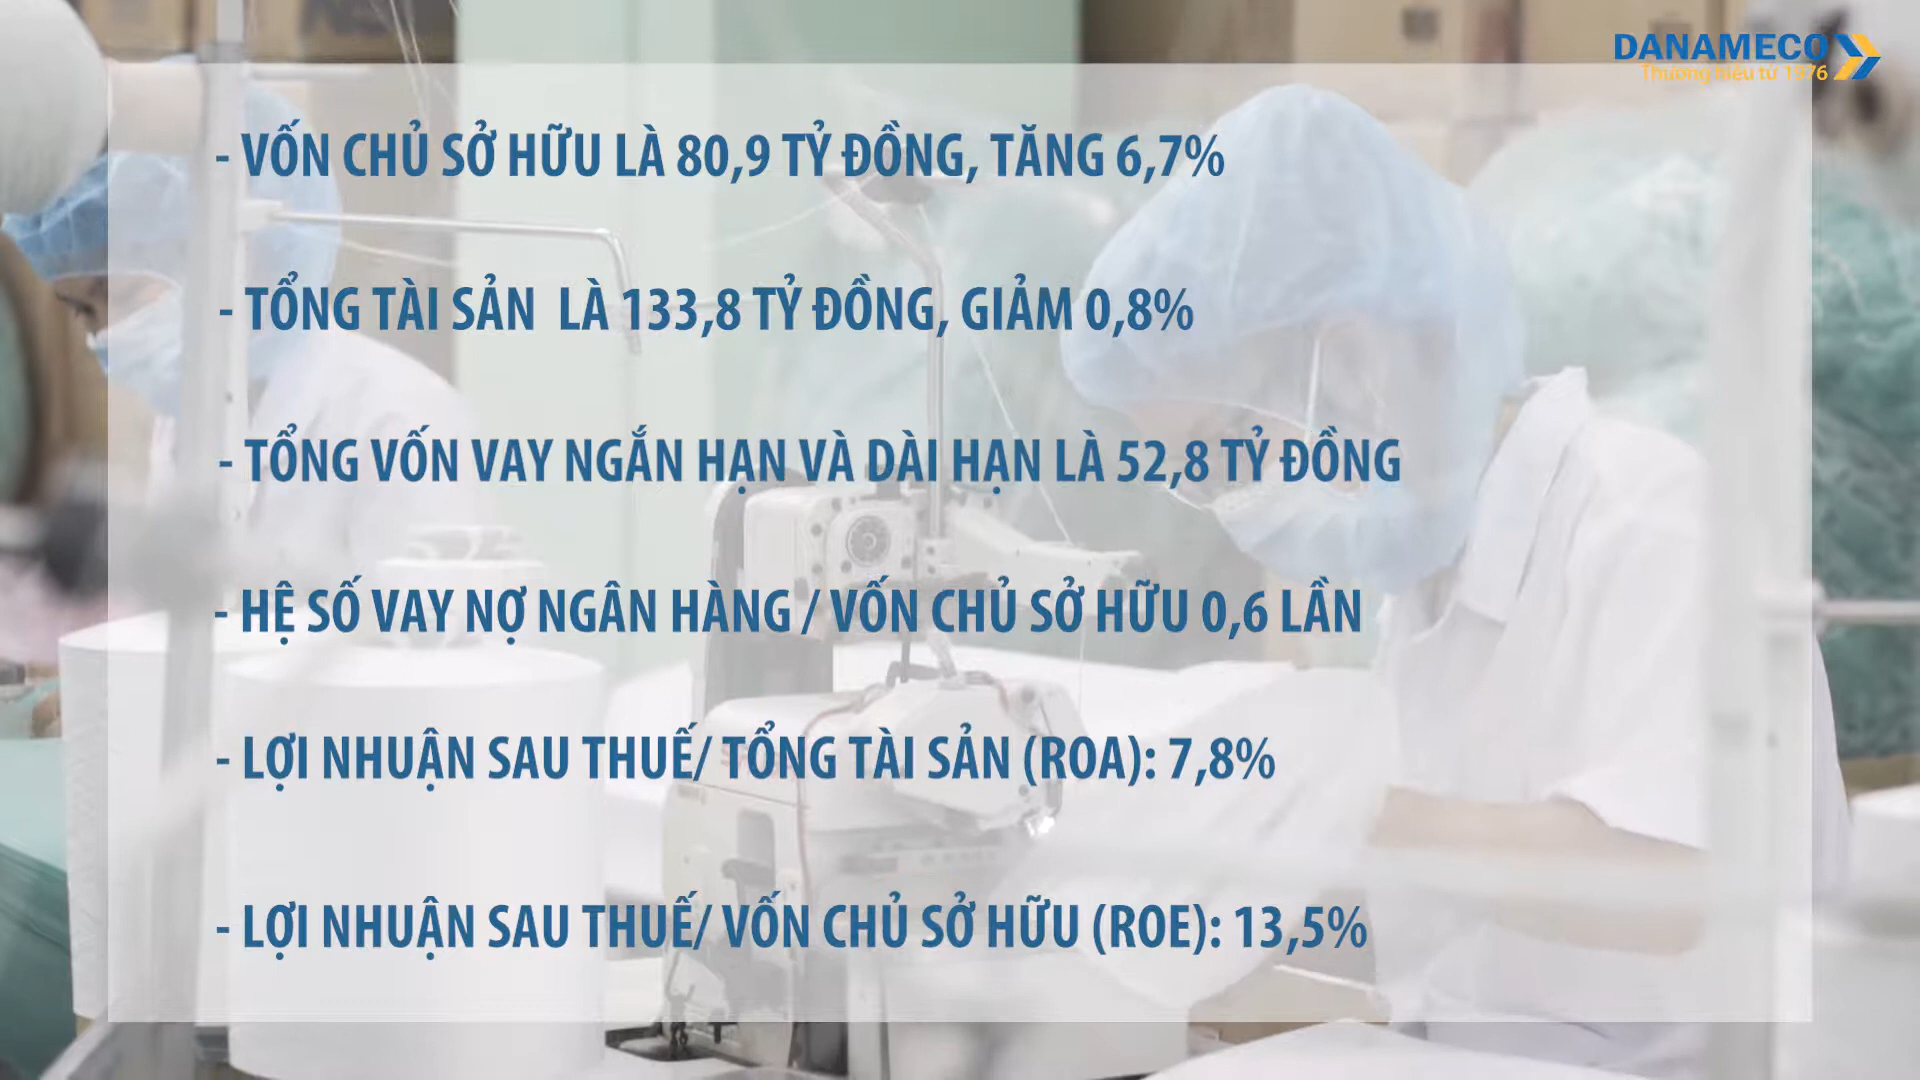 DANAMECO
Thương hiệu từ 1976
- VỐN CHỦ SỞ HỮU LÀ 80,9 TỶ ĐỒNG, TĂNG 6,7%
- TỔNG TÀI SẢN LÀ 133,8 TỶ ĐỒNG, GIẢM 0,8%
- TỔNG VỐN VAY NGẮN HẠN VÀ DÀI HẠN LÀ 52,8 TỶ ĐỒNG
- HỆ SỐ VAY NỢ NGÂN HÀNG / VỐN CHỦ SỞ HỮU 0,6 LẦN
- LỢI NHUẬN SAU THUẾ/ TỔNG TÀI SẢN (ROA): 7,8%
- LỢI NHUẬN SAU THUẾ/ VỐN CHỦ SỞ HỮU (ROE): 13,5%